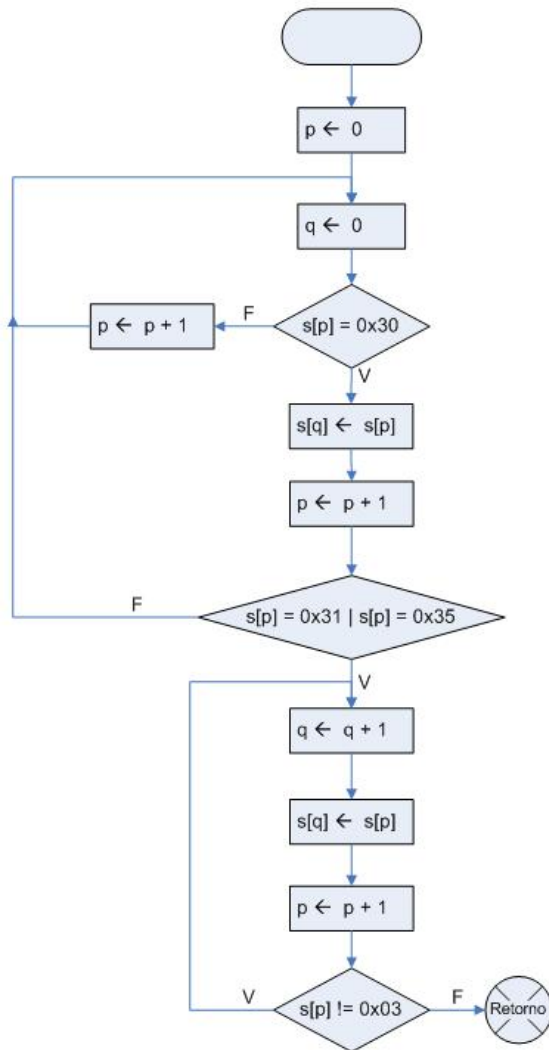 p ← 0
q ← 0
F
p ← p + 1
s[p] = 0x30
V
s[q] ← s[p]
p ← p + 1
F
s[p] = 0x31 | s[p] = 0x35
V
q ← q + 1
s[q] ← s[p]
p ← p + 1
V
s[p] != 0x03
F
Retorno